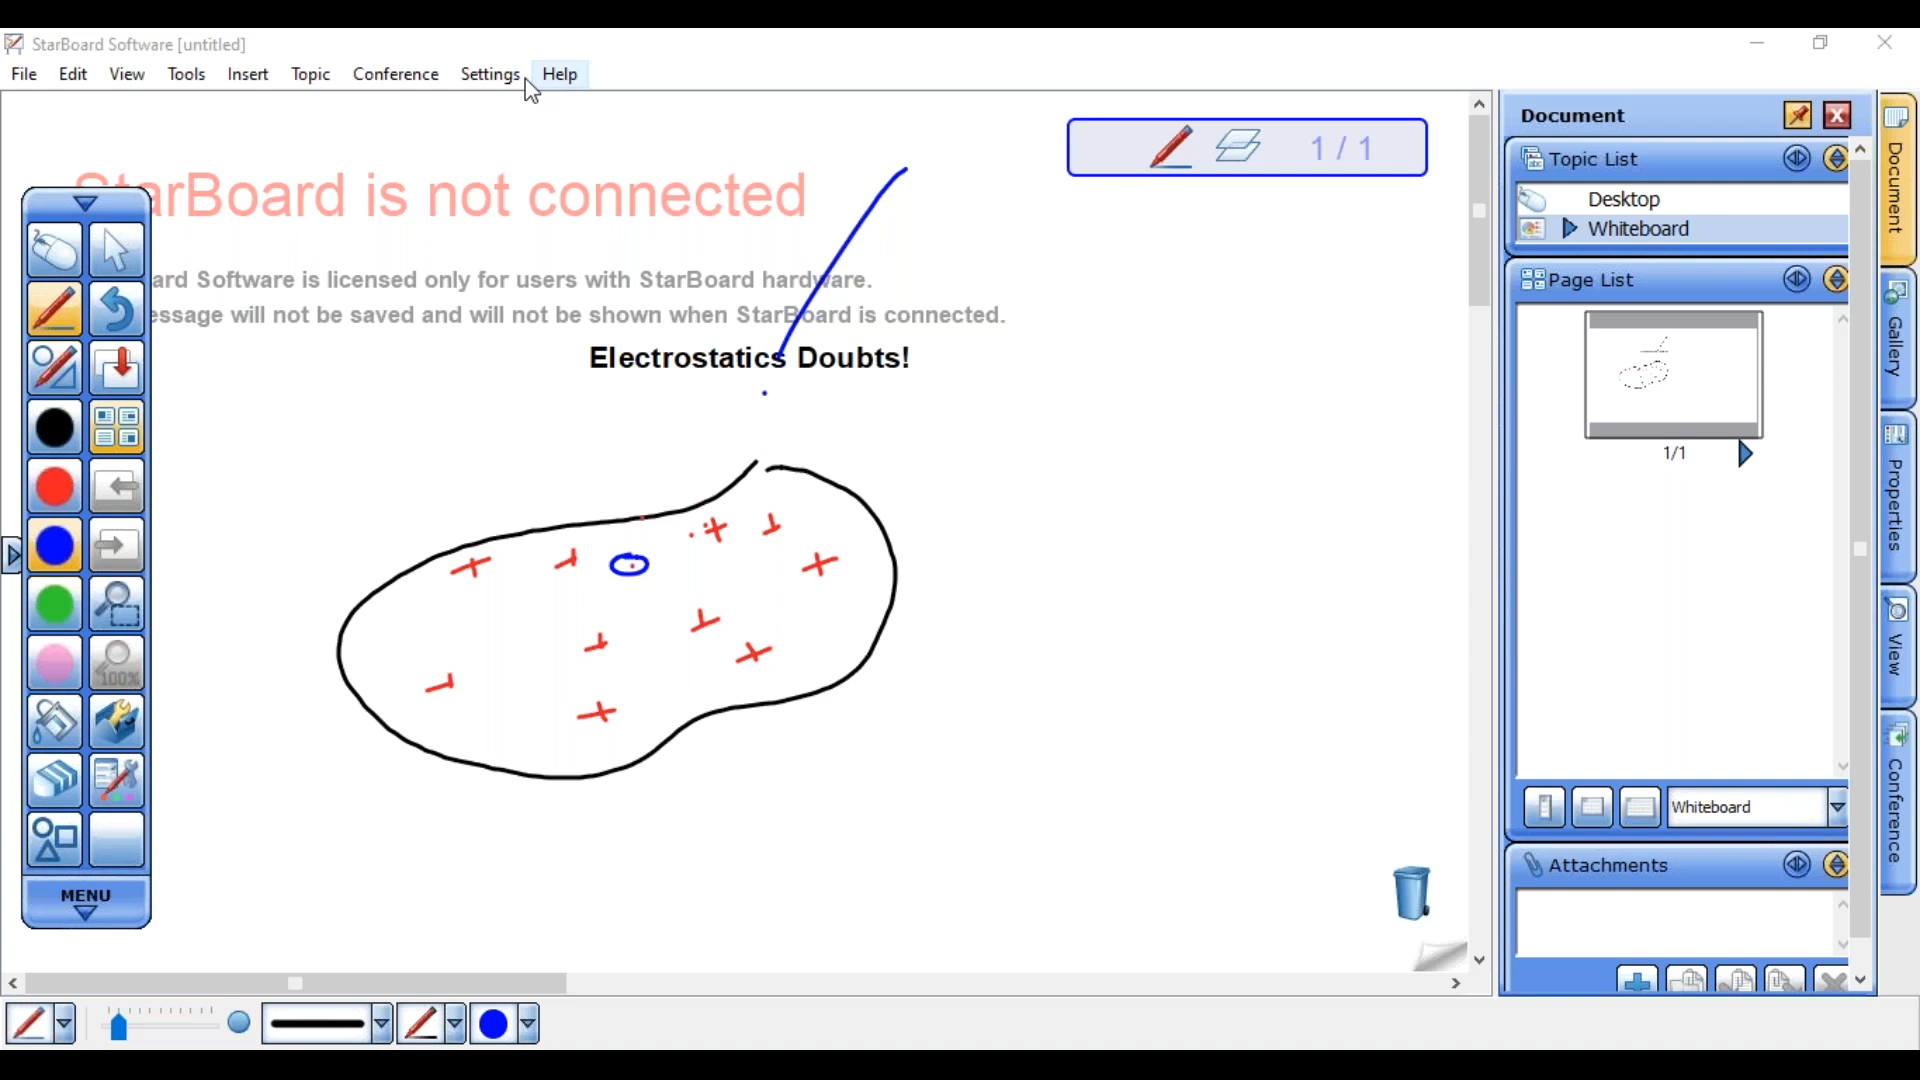 StarBoard Software [untitled]
File Edit View Tools Insert Topic Conference Settings Help
StarBoard is not connected
ard Software is licensed only for users with StarBoard hardware.
essage will not be saved and will not be shown when StarBoard is connected.
Electrostatics Doubts!
1 / 1
100%
MENU
Document
Topic List
Desktop
Whiteboard
Page List
1/1
Whiteboard
Attachments
Document
Gallery
Properties
View
Conference